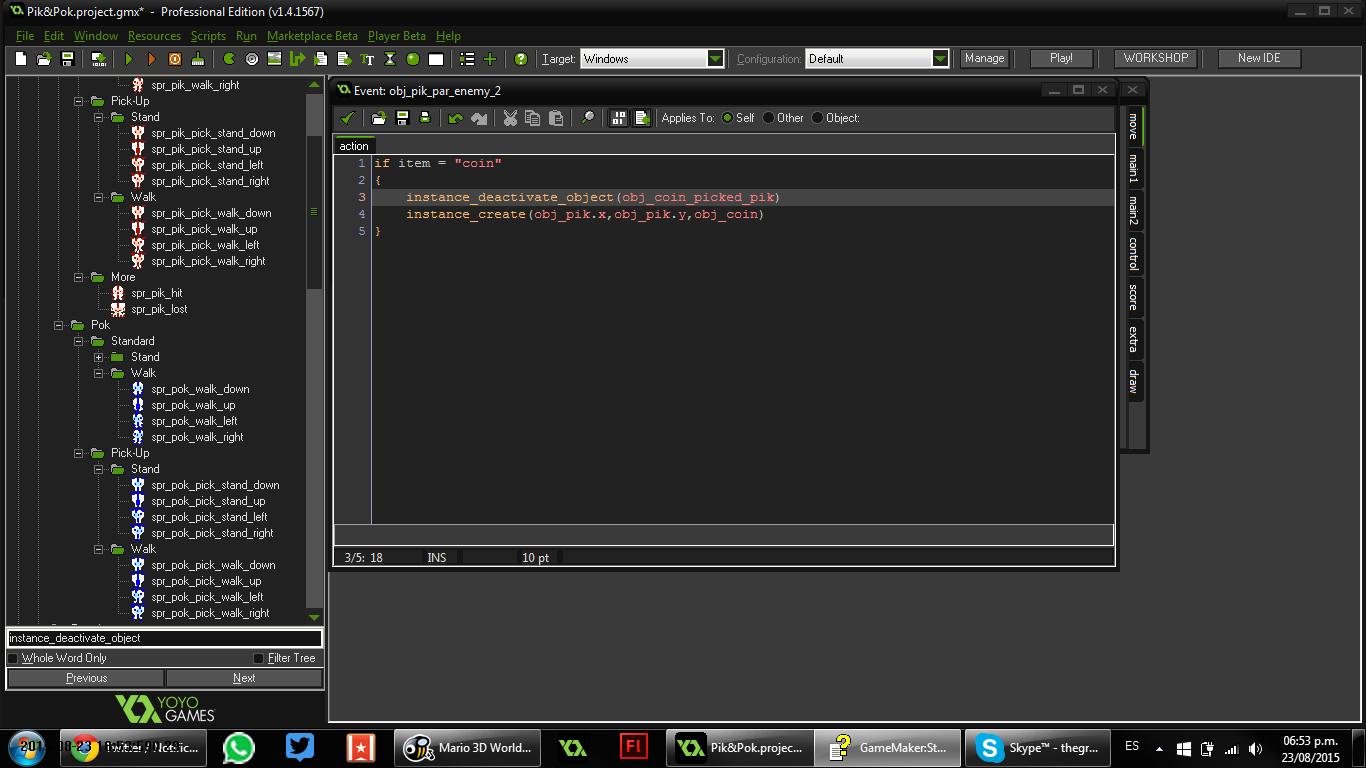 Pik&Pok.project.gmx* - Professional Edition (v1.4.1567)
File Edit Window Resources Scripts Run Marketplace Beta Player Beta Help
Target: Windows Configuration: Default Manage Play! WORKSHOP New IDE
spr_pik_walk_right
Pick-Up
Stand
spr_pik_pick_stand_down
spr_pik_pick_stand_up
spr_pik_pick_stand_left
spr_pik_pick_stand_right
Walk
spr_pik_pick_walk_down
spr_pik_pick_walk_up
spr_pik_pick_walk_left
spr_pik_pick_walk_right
More
spr_pik_hit
spr_pik_lost
Pok
Standard
Stand
Walk
spr_pok_walk_down
spr_pok_walk_up
spr_pok_walk_left
spr_pok_walk_right
Pick-Up
Stand
spr_pok_pick_stand_down
spr_pok_pick_stand_up
spr_pok_pick_stand_left
spr_pok_pick_stand_right
Walk
spr_pok_pick_walk_down
spr_pok_pick_walk_up
spr_pok_pick_walk_left
spr_pok_pick_walk_right
instance_deactivate_object
Whole Word Only Filter Tree
Previous Next
YOYO
GAMES
Event: obj_pik_par_enemy_2
Applies To: Self Other Object:
action
1 if item = "coin"
2 {
3 instance_deactivate_object(obj_coin_picked_pik)
4 instance_create(obj_pik.x,obj_pik.y,obj_coin)
5 }
3/5: 18 INS 10 pt
move
main1
main2
control
score
extra
draw
Twitter / Notific...
Mario 3D World...
Fl
Pik&Pok.projec...
GameMaker:St...
Skype™ - thegr...
ES
06:53 p.m.
23/08/2015